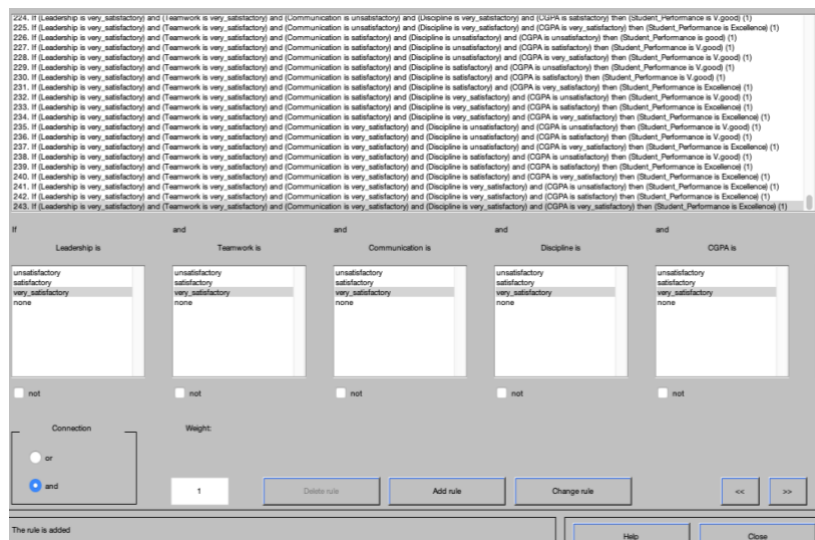 224. If (Leadership is very_satisfactory) and (Teamwork is very_satisfactory) and (Communication is unsatisfactory) and (Discipline is very_satisfactory) and (CGPA is satisfactory) then (Student_Performance is V.good) (1)
225. If (Leadership is very_satisfactory) and (Teamwork is very_satisfactory) and (Communication is unsatisfactory) and (Discipline is very_satisfactory) and (CGPA is very_satisfactory) then (Student_Performance is Excellence) (1)
226. If (Leadership is very_satisfactory) and (Teamwork is very_satisfactory) and (Communication is satisfactory) and (Discipline is unsatisfactory) and (CGPA is unsatisfactory) then (Student_Performance is good) (1)
227. If (Leadership is very_satisfactory) and (Teamwork is very_satisfactory) and (Communication is satisfactory) and (Discipline is unsatisfactory) and (CGPA is satisfactory) then (Student_Performance is V.good) (1)
228. If (Leadership is very_satisfactory) and (Teamwork is very_satisfactory) and (Communication is satisfactory) and (Discipline is unsatisfactory) and (CGPA is very_satisfactory) then (Student_Performance is V.good) (1)
229. If (Leadership is very_satisfactory) and (Teamwork is very_satisfactory) and (Communication is satisfactory) and (Discipline is satisfactory) and (CGPA is unsatisfactory) then (Student_Performance is V.good) (1)
230. If (Leadership is very_satisfactory) and (Teamwork is very_satisfactory) and (Communication is satisfactory) and (Discipline is satisfactory) and (CGPA is satisfactory) then (Student_Performance is V.good) (1)
231. If (Leadership is very_satisfactory) and (Teamwork is very_satisfactory) and (Communication is satisfactory) and (Discipline is satisfactory) and (CGPA is very_satisfactory) then (Student_Performance is Excellence) (1)
232. If (Leadership is very_satisfactory) and (Teamwork is very_satisfactory) and (Communication is satisfactory) and (Discipline is very_satisfactory) and (CGPA is unsatisfactory) then (Student_Performance is V.good) (1)
233. If (Leadership is very_satisfactory) and (Teamwork is very_satisfactory) and (Communication is satisfactory) and (Discipline is very_satisfactory) and (CGPA is satisfactory) then (Student_Performance is Excellence) (1)
234. If (Leadership is very_satisfactory) and (Teamwork is very_satisfactory) and (Communication is satisfactory) and (Discipline is very_satisfactory) and (CGPA is very_satisfactory) then (Student_Performance is Excellence) (1)
235. If (Leadership is very_satisfactory) and (Teamwork is very_satisfactory) and (Communication is very_satisfactory) and (Discipline is unsatisfactory) and (CGPA is unsatisfactory) then (Student_Performance is V.good) (1)
236. If (Leadership is very_satisfactory) and (Teamwork is very_satisfactory) and (Communication is very_satisfactory) and (Discipline is unsatisfactory) and (CGPA is satisfactory) then (Student_Performance is V.good) (1)
237. If (Leadership is very_satisfactory) and (Teamwork is very_satisfactory) and (Communication is very_satisfactory) and (Discipline is unsatisfactory) and (CGPA is very_satisfactory) then (Student_Performance is Excellence) (1)
238. If (Leadership is very_satisfactory) and (Teamwork is very_satisfactory) and (Communication is very_satisfactory) and (Discipline is satisfactory) and (CGPA is unsatisfactory) then (Student_Performance is V.good) (1)
239. If (Leadership is very_satisfactory) and (Teamwork is very_satisfactory) and (Communication is very_satisfactory) and (Discipline is satisfactory) and (CGPA is satisfactory) then (Student_Performance is Excellence) (1)
240. If (Leadership is very_satisfactory) and (Teamwork is very_satisfactory) and (Communication is very_satisfactory) and (Discipline is satisfactory) and (CGPA is very_satisfactory) then (Student_Performance is Excellence) (1)
241. If (Leadership is very_satisfactory) and (Teamwork is very_satisfactory) and (Communication is very_satisfactory) and (Discipline is very_satisfactory) and (CGPA is unsatisfactory) then (Student_Performance is Excellence) (1)
242. If (Leadership is very_satisfactory) and (Teamwork is very_satisfactory) and (Communication is very_satisfactory) and (Discipline is very_satisfactory) and (CGPA is satisfactory) then (Student_Performance is Excellence) (1)
243. If (Leadership is very_satisfactory) and (Teamwork is very_satisfactory) and (Communication is very_satisfactory) and (Discipline is very_satisfactory) and (CGPA is very_satisfactory) then (Student_Performance is Excellence) (1)
If and and and and
Leadership is Teamwork is Communication is Discipline is CGPA is
unsatisfactory unsatisfactory unsatisfactory unsatisfactory unsatisfactory
satisfactory satisfactory satisfactory satisfactory satisfactory
very_satisfactory very_satisfactory very_satisfactory very_satisfactory very_satisfactory
none none none none none
not not not not not
Connection Weight:
or
and 1 Delete rule Add rule Change rule << >>
The rule is added Help Close